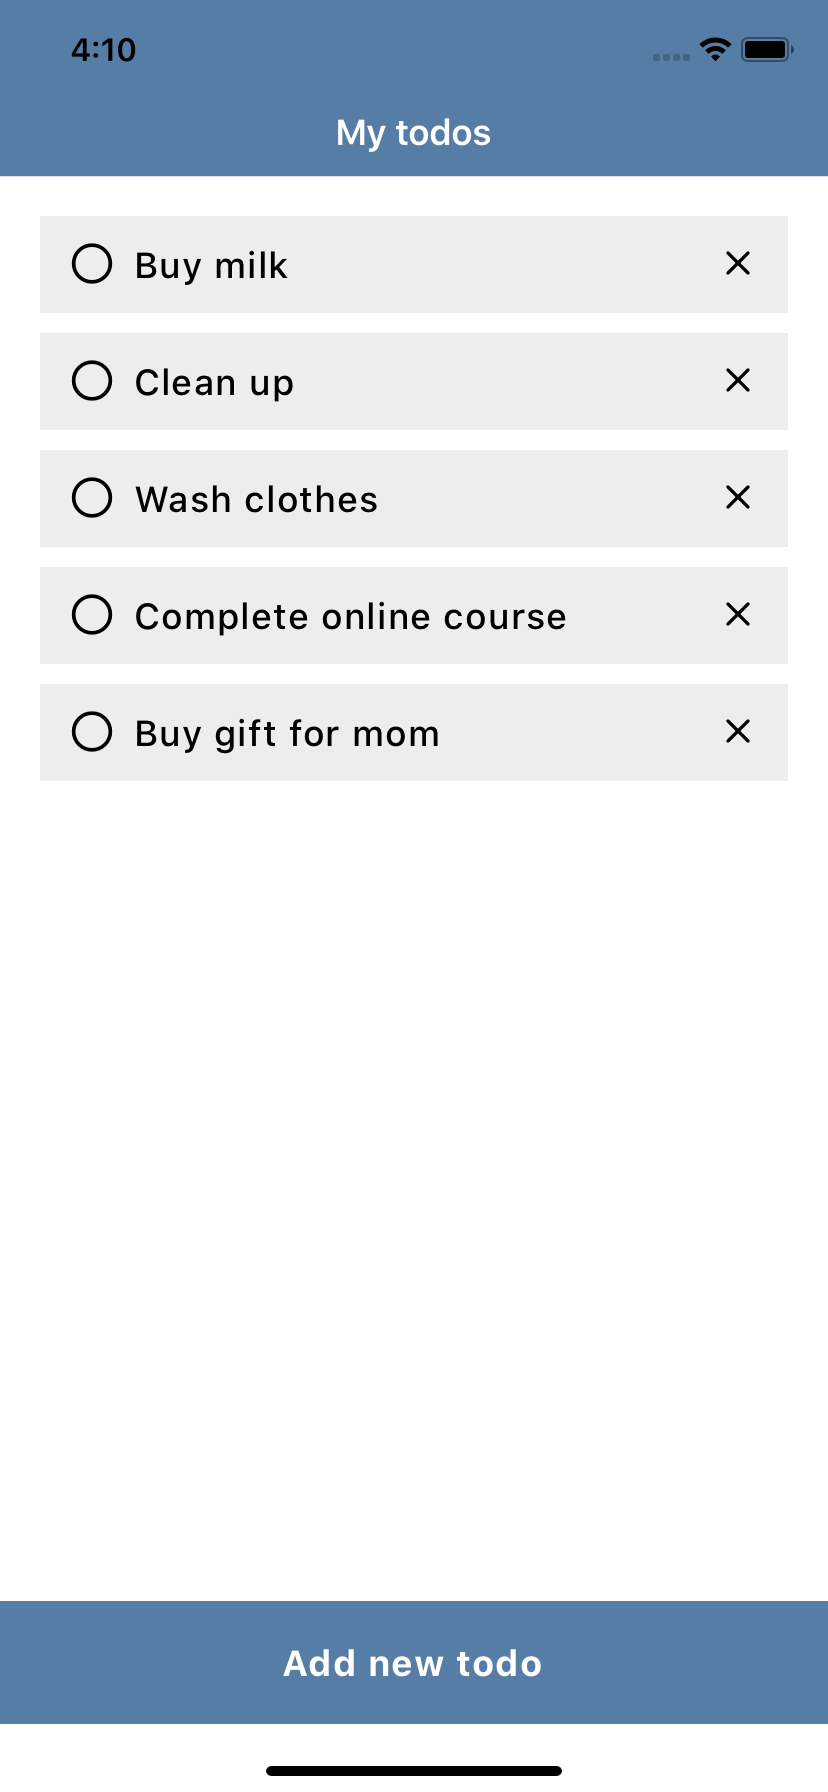 4:10
My todos
Buy milk
Clean up
Wash clothes
Complete online course
Buy gift for mom
Add new todo